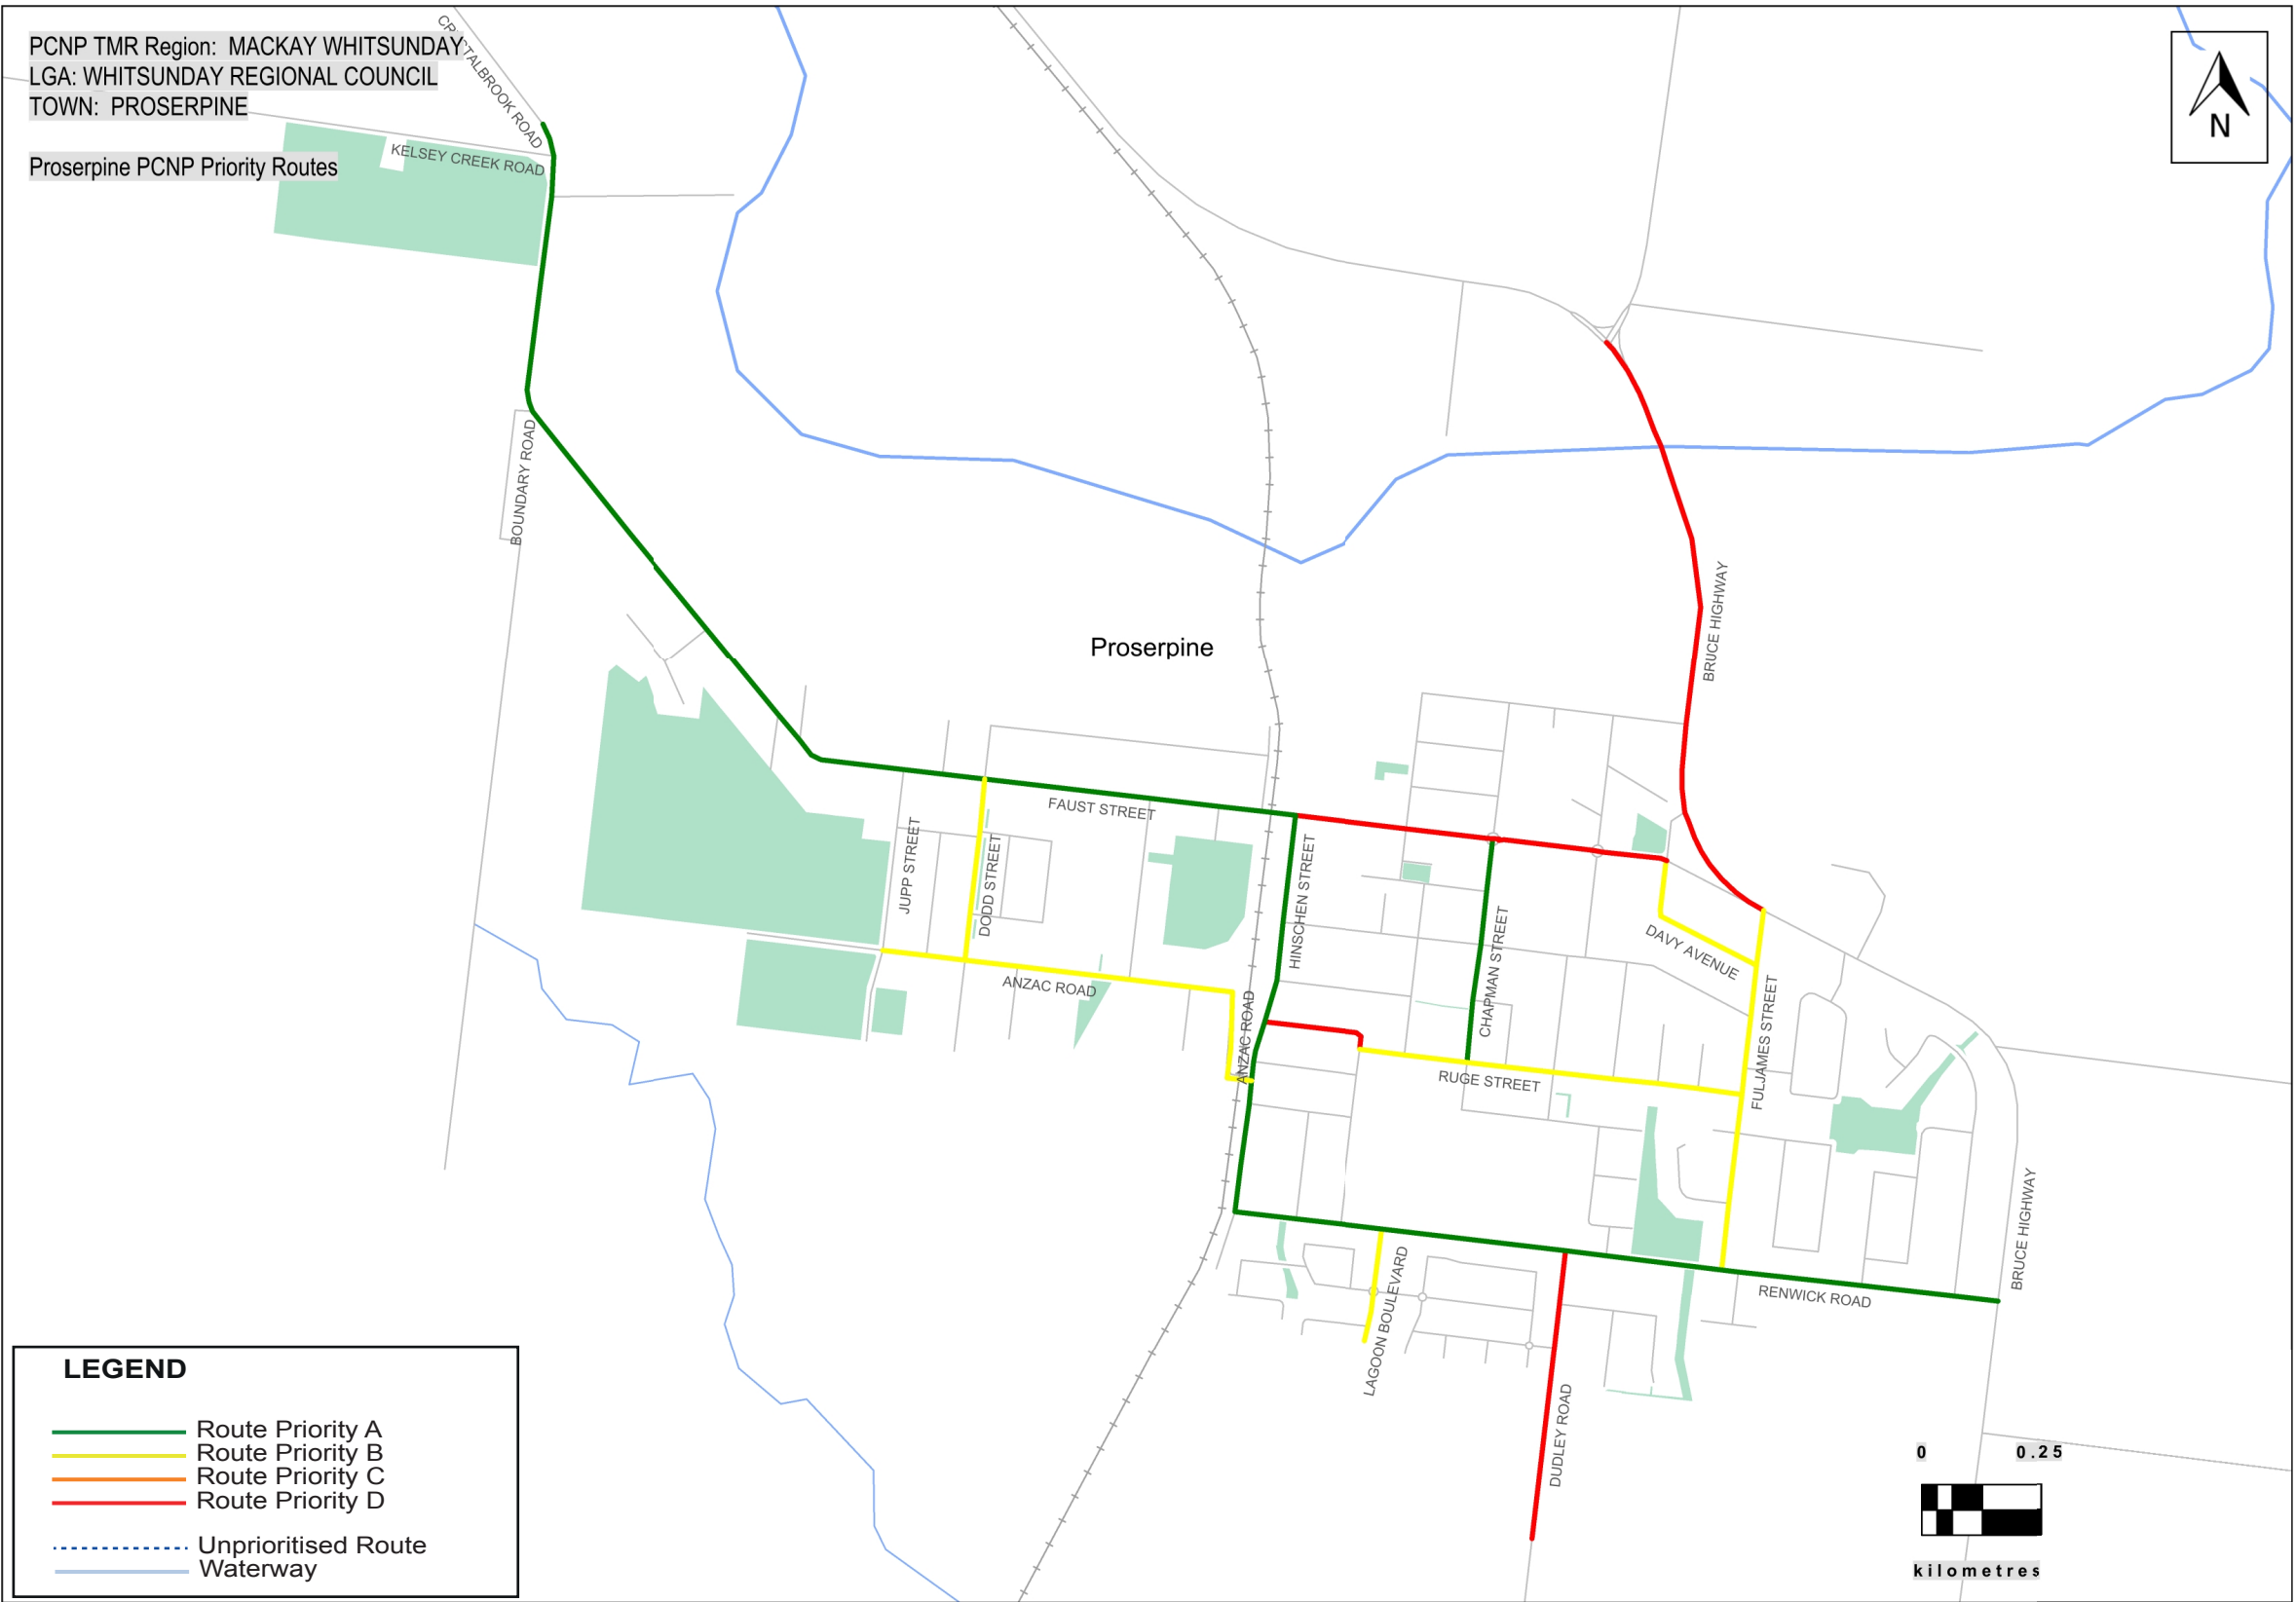 PCNP TMR Region: MACKAY WHITSUNDAY
LGA: WHITSUNDAY REGIONAL COUNCIL
TOWN: PROSERPINE
Proserpine PCNP Priority Routes
N
KELSEY CREEK ROAD
BOUNDARY ROAD
BRUCE HIGHWAY
Proserpine
FAUST STREET
JUPP STREET
DODD STREET
HINSCHEN STREET
CHAPMAN STREET
DAVY AVENUE
ANZAC ROAD
ANZAC ROAD
FULJAMES STREET
RUGE STREET
BRUCE HIGHWAY
RENWICK ROAD
LAGOON BOULEVARD
DUDLEY ROAD
LEGEND
Route Priority A
Route Priority B
Route Priority C
Route Priority D
Unprioritised Route
Waterway
0 0.25
kilometres